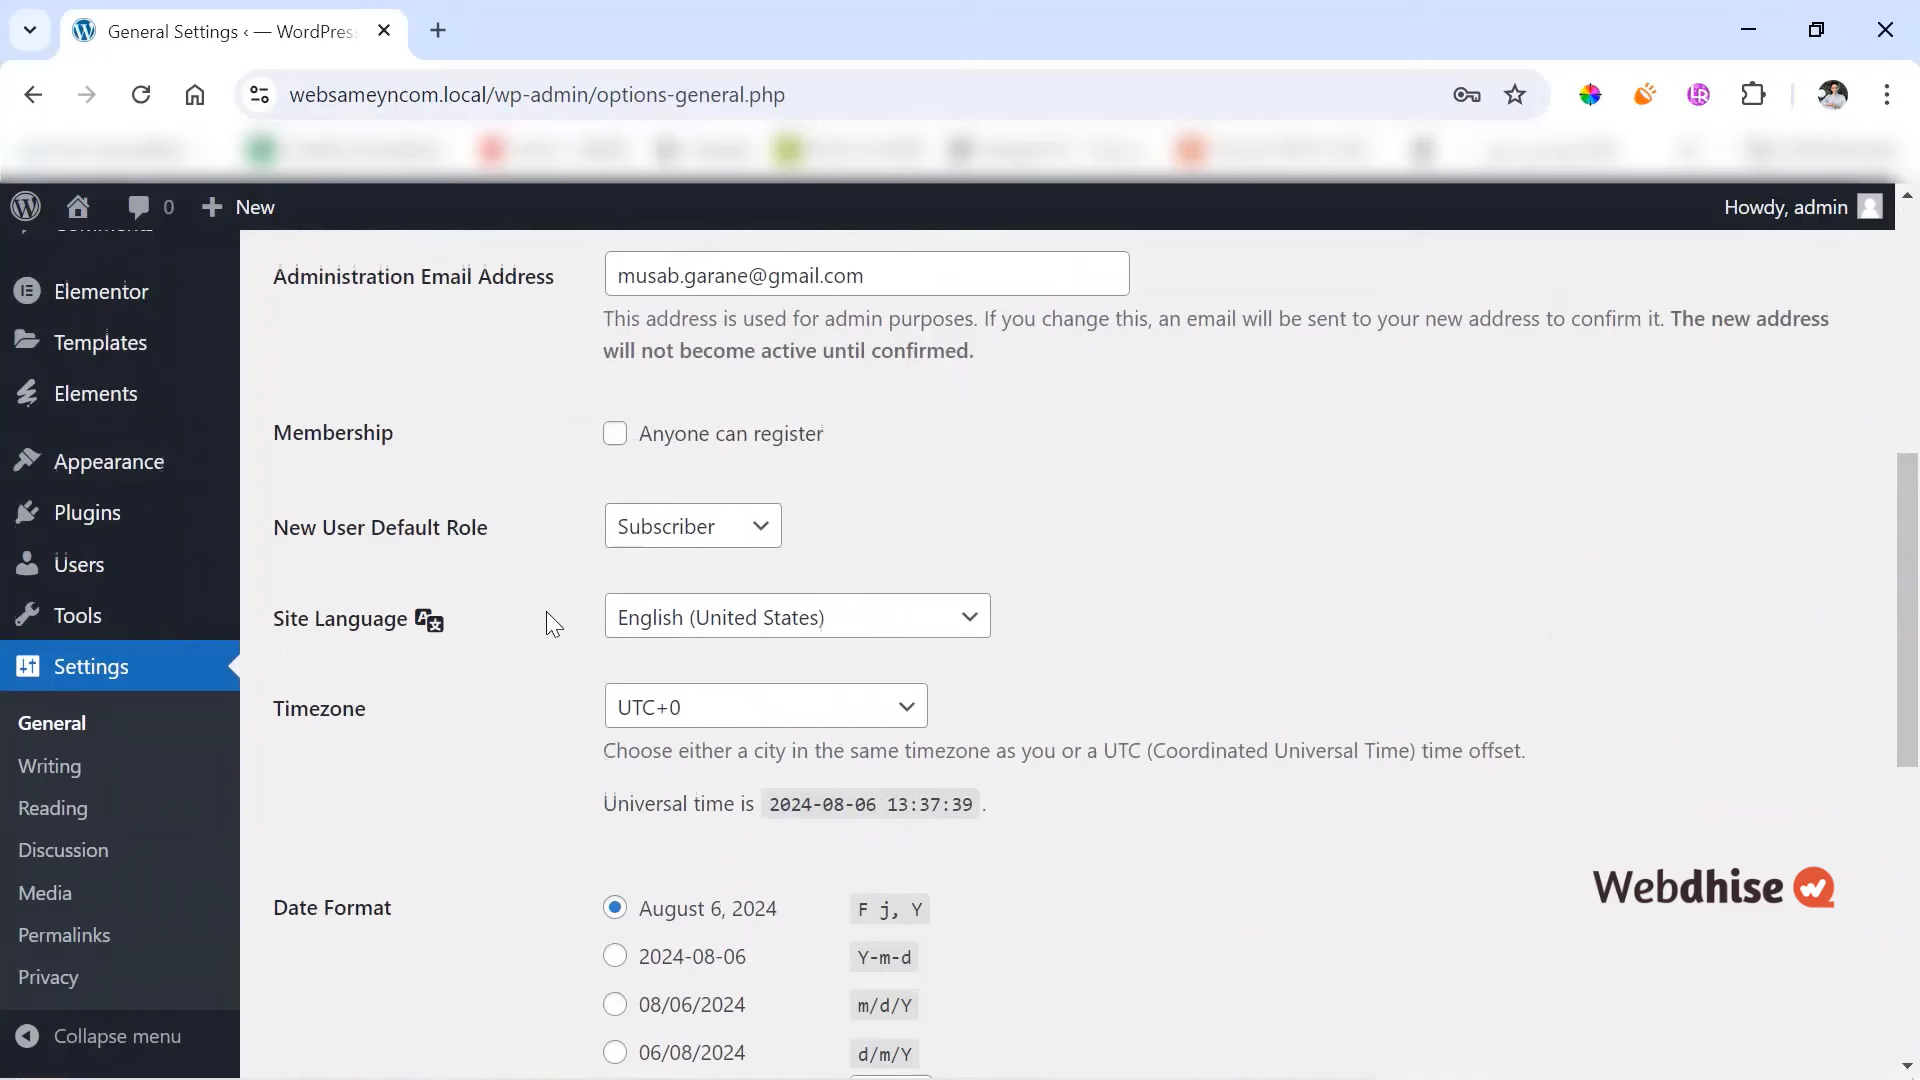 General Settings ‹ — WordPress
websameyncom.local/wp-admin/options-general.php
0
New
Howdy, admin
Comments
Elementor
Templates
Elements
Appearance
Plugins
Users
Tools
Settings
General
Writing
Reading
Discussion
Media
Permalinks
Privacy
Collapse menu
Administration Email Address
musab.garane@gmail.com
This address is used for admin purposes. If you change this, an email will be sent to your new address to confirm it. The new address
will not become active until confirmed.
Membership
Anyone can register
New User Default Role
Subscriber
Site Language
English (United States)
Timezone
UTC+0
Choose either a city in the same timezone as you or a UTC (Coordinated Universal Time) time offset.
Universal time is 2024-08-06 13:37:39 .
Date Format
August 6, 2024 F j, Y
2024-08-06 Y-m-d
08/06/2024 m/d/Y
06/08/2024 d/m/Y
Webdhise